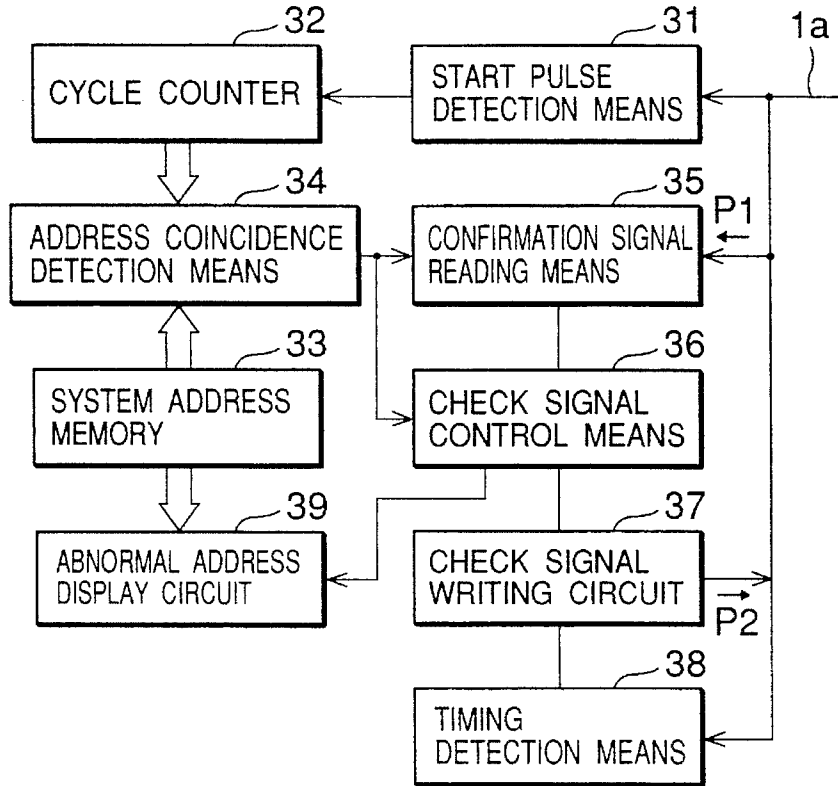 32
31
1a
CYCLE COUNTER
START PULSE
DETECTION MEANS
34
35
P1
ADDRESS COINCIDENCE
DETECTION MEANS
CONFIRMATION SIGNAL
READING MEANS
33
36
SYSTEM ADDRESS
MEMORY
CHECK SIGNAL
CONTROL MEANS
39
37
ABNORMAL ADDRESS
DISPLAY CIRCUIT
CHECK SIGNAL
WRITING CIRCUIT
P2
38
TIMING
DETECTION MEANS